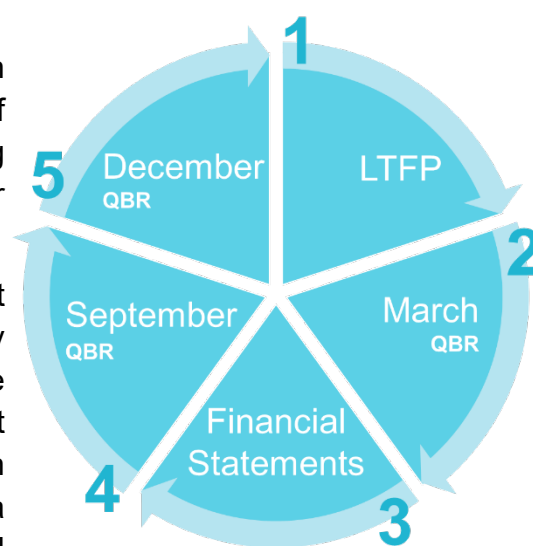 1
LTFP
2
March
QBR
3
Financial
Statements
4
September
QBR
5
December
QBR